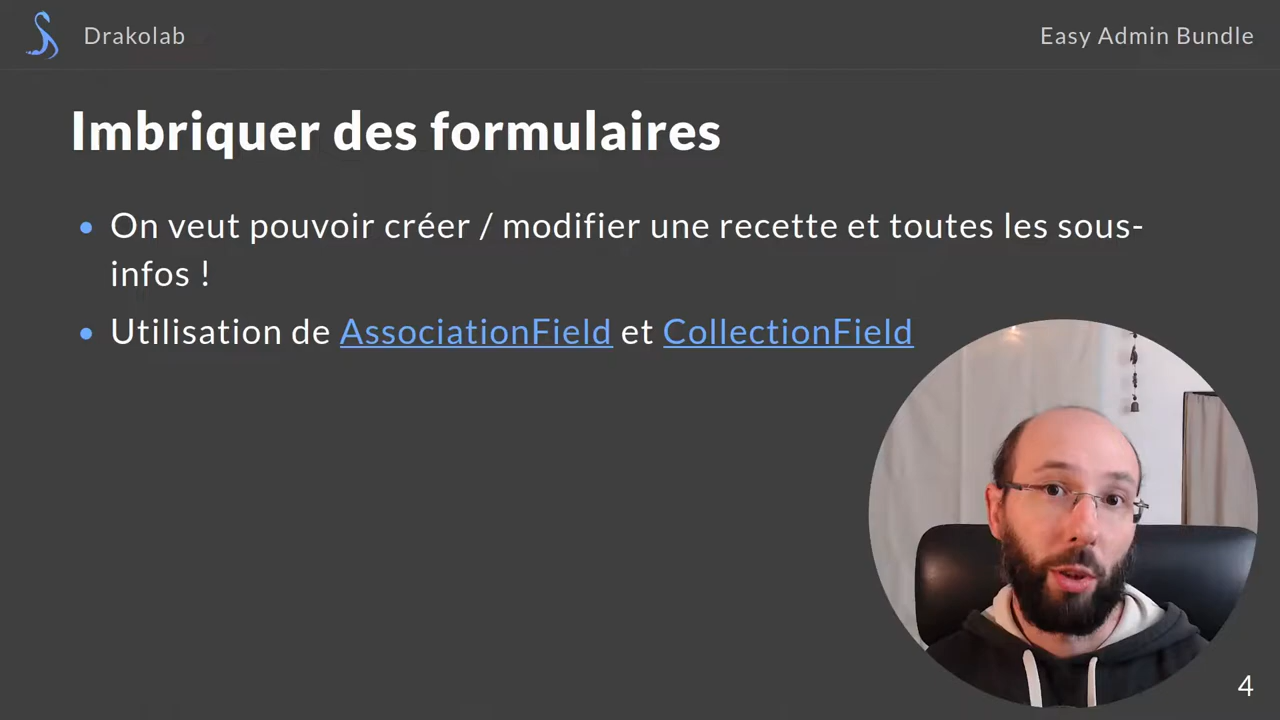 Drakolab
Easy Admin Bundle
Imbriquer des formulaires
On veut pouvoir créer / modifier une recette et toutes les sous-
infos !
Utilisation de AssociationField et CollectionField
4